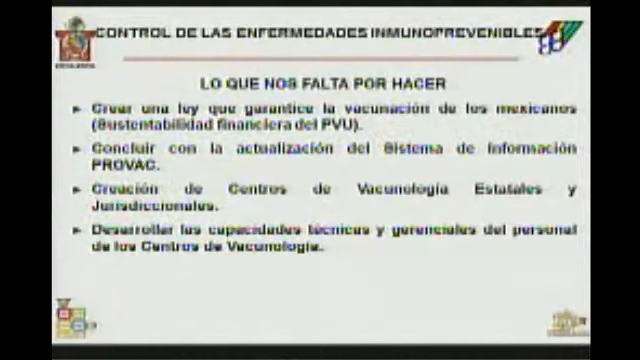 CONTROL DE LAS ENFERMEDADES INMUNOPREVENIBLES
LO QUE NOS FALTA POR HACER
► Crear una ley que garantice la vacunación de los mexicanos
(Sustentabilidad financiera del PVU).
► Concluir con la actualización del Sistema de Información
PROVAC.
► Creación de Centros de Vacunología Estatales y
Jurisdiccionales.
► Desarrollar las capacidades técnicas y gerenciales del personal
de los Centros de Vacunología.